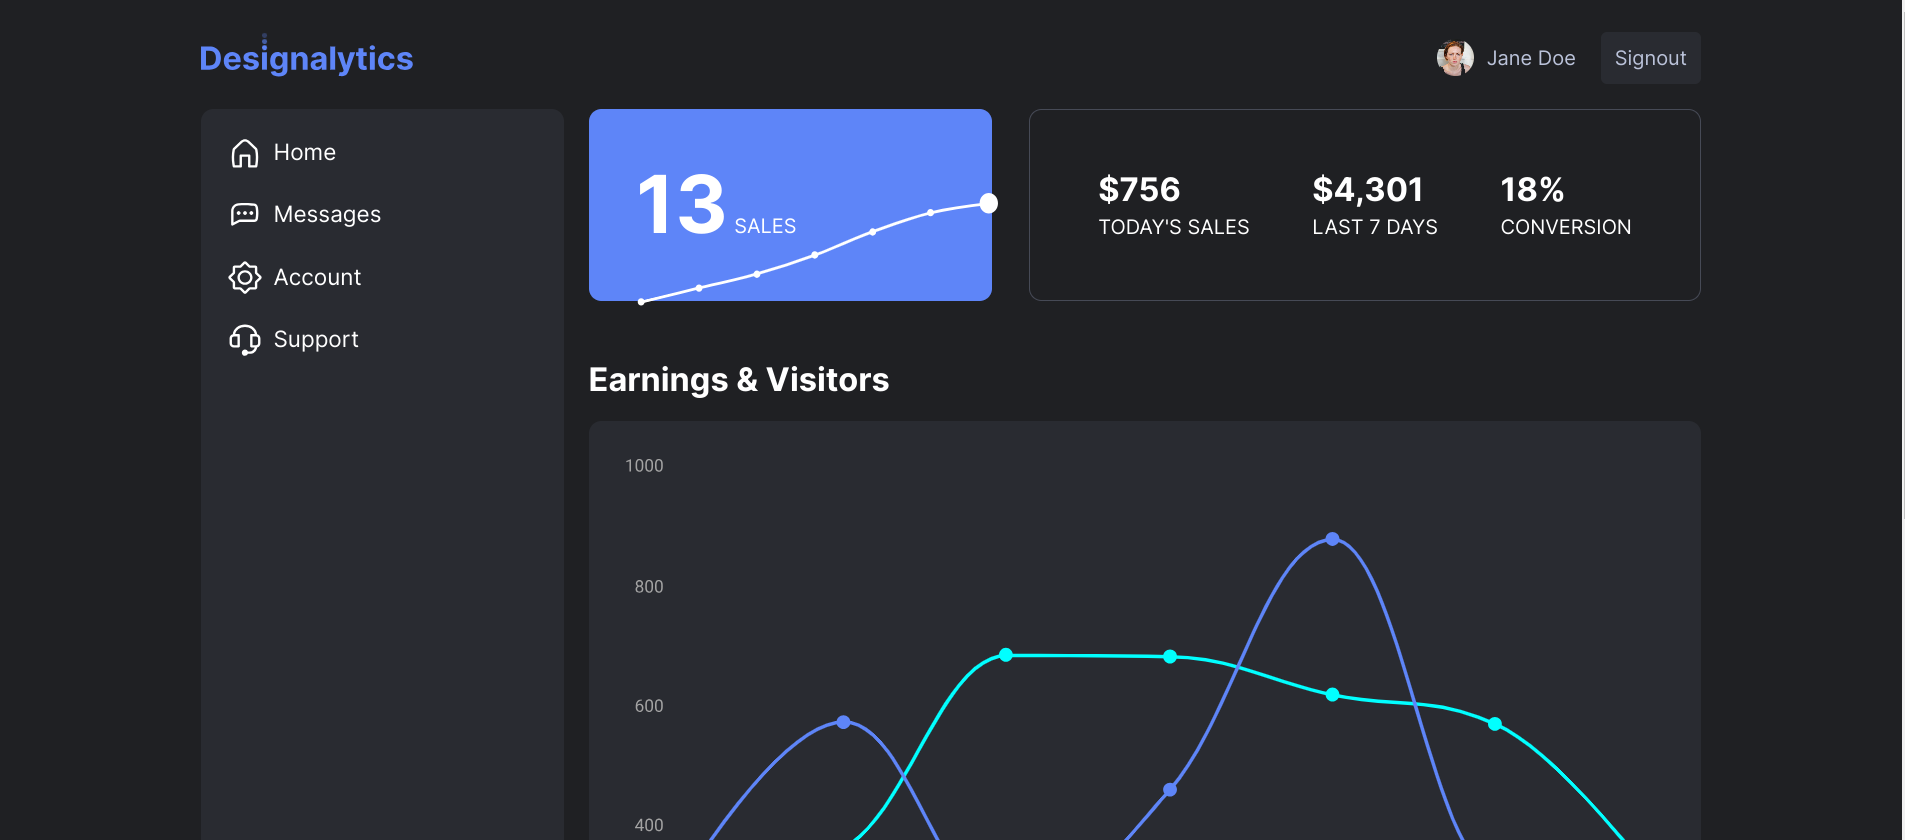 Designalytics
Jane Doe
Signout
Home
Messages
Account
Support
13 SALES
$756
TODAY'S SALES
$4,301
LAST 7 DAYS
18%
CONVERSION
Earnings & Visitors
1000
800
600
400